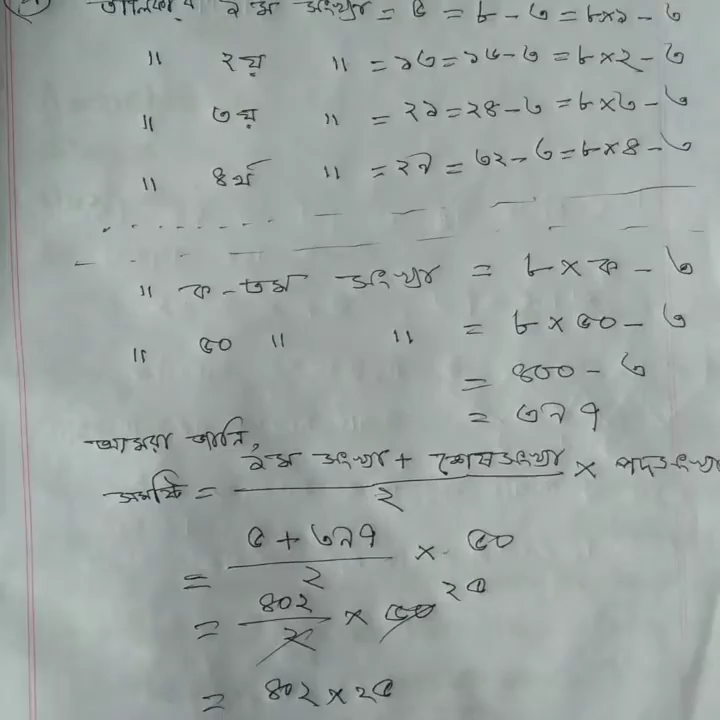 তালিকার ১ম সংখ্যা = ৫ = ৮ - ৩ = ৮×১ - ৩
" ২য় " = ১৩ = ১৬ - ৩ = ৮×২ - ৩
" ৩য় " = ২১ = ২৪ - ৩ = ৮×৩ - ৩
" ৪র্থ " = ২৯ = ৩২ - ৩ = ৮×৪ - ৩
" ক-তম সংখ্যা = ৮ × ক - ৩
" ৫০ " " = ৮ × ৫০ - ৩
= ৪০০ - ৩
= ৩৯৭
আমরা জানি,
সমষ্টি = ১ম সংখ্যা + শেষসংখ্যা / ২ × পদসংখ্যা
= ৫ + ৩৯৭ / ২ × ৫০
= ৪০২ / ২ × ৫০ ২৫
= ৪০২ × ২৫